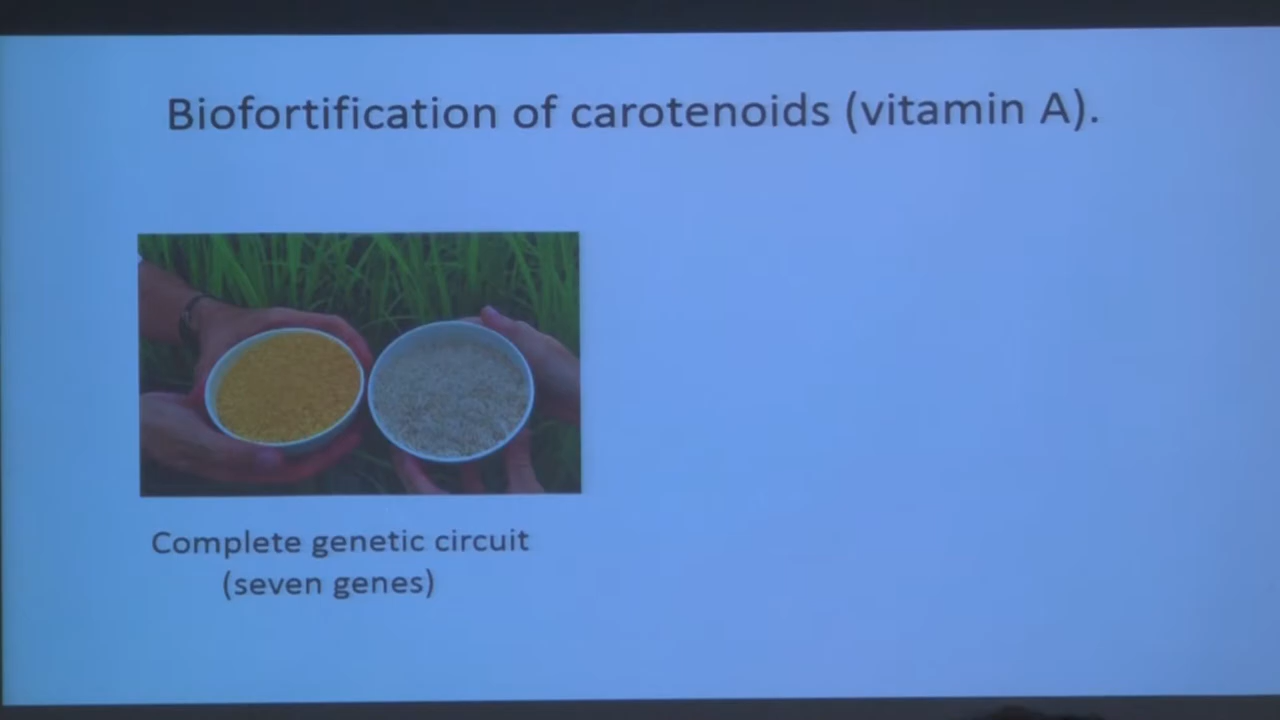 Biofortification of carotenoids (vitamin A).
Complete genetic circuit
(seven genes)